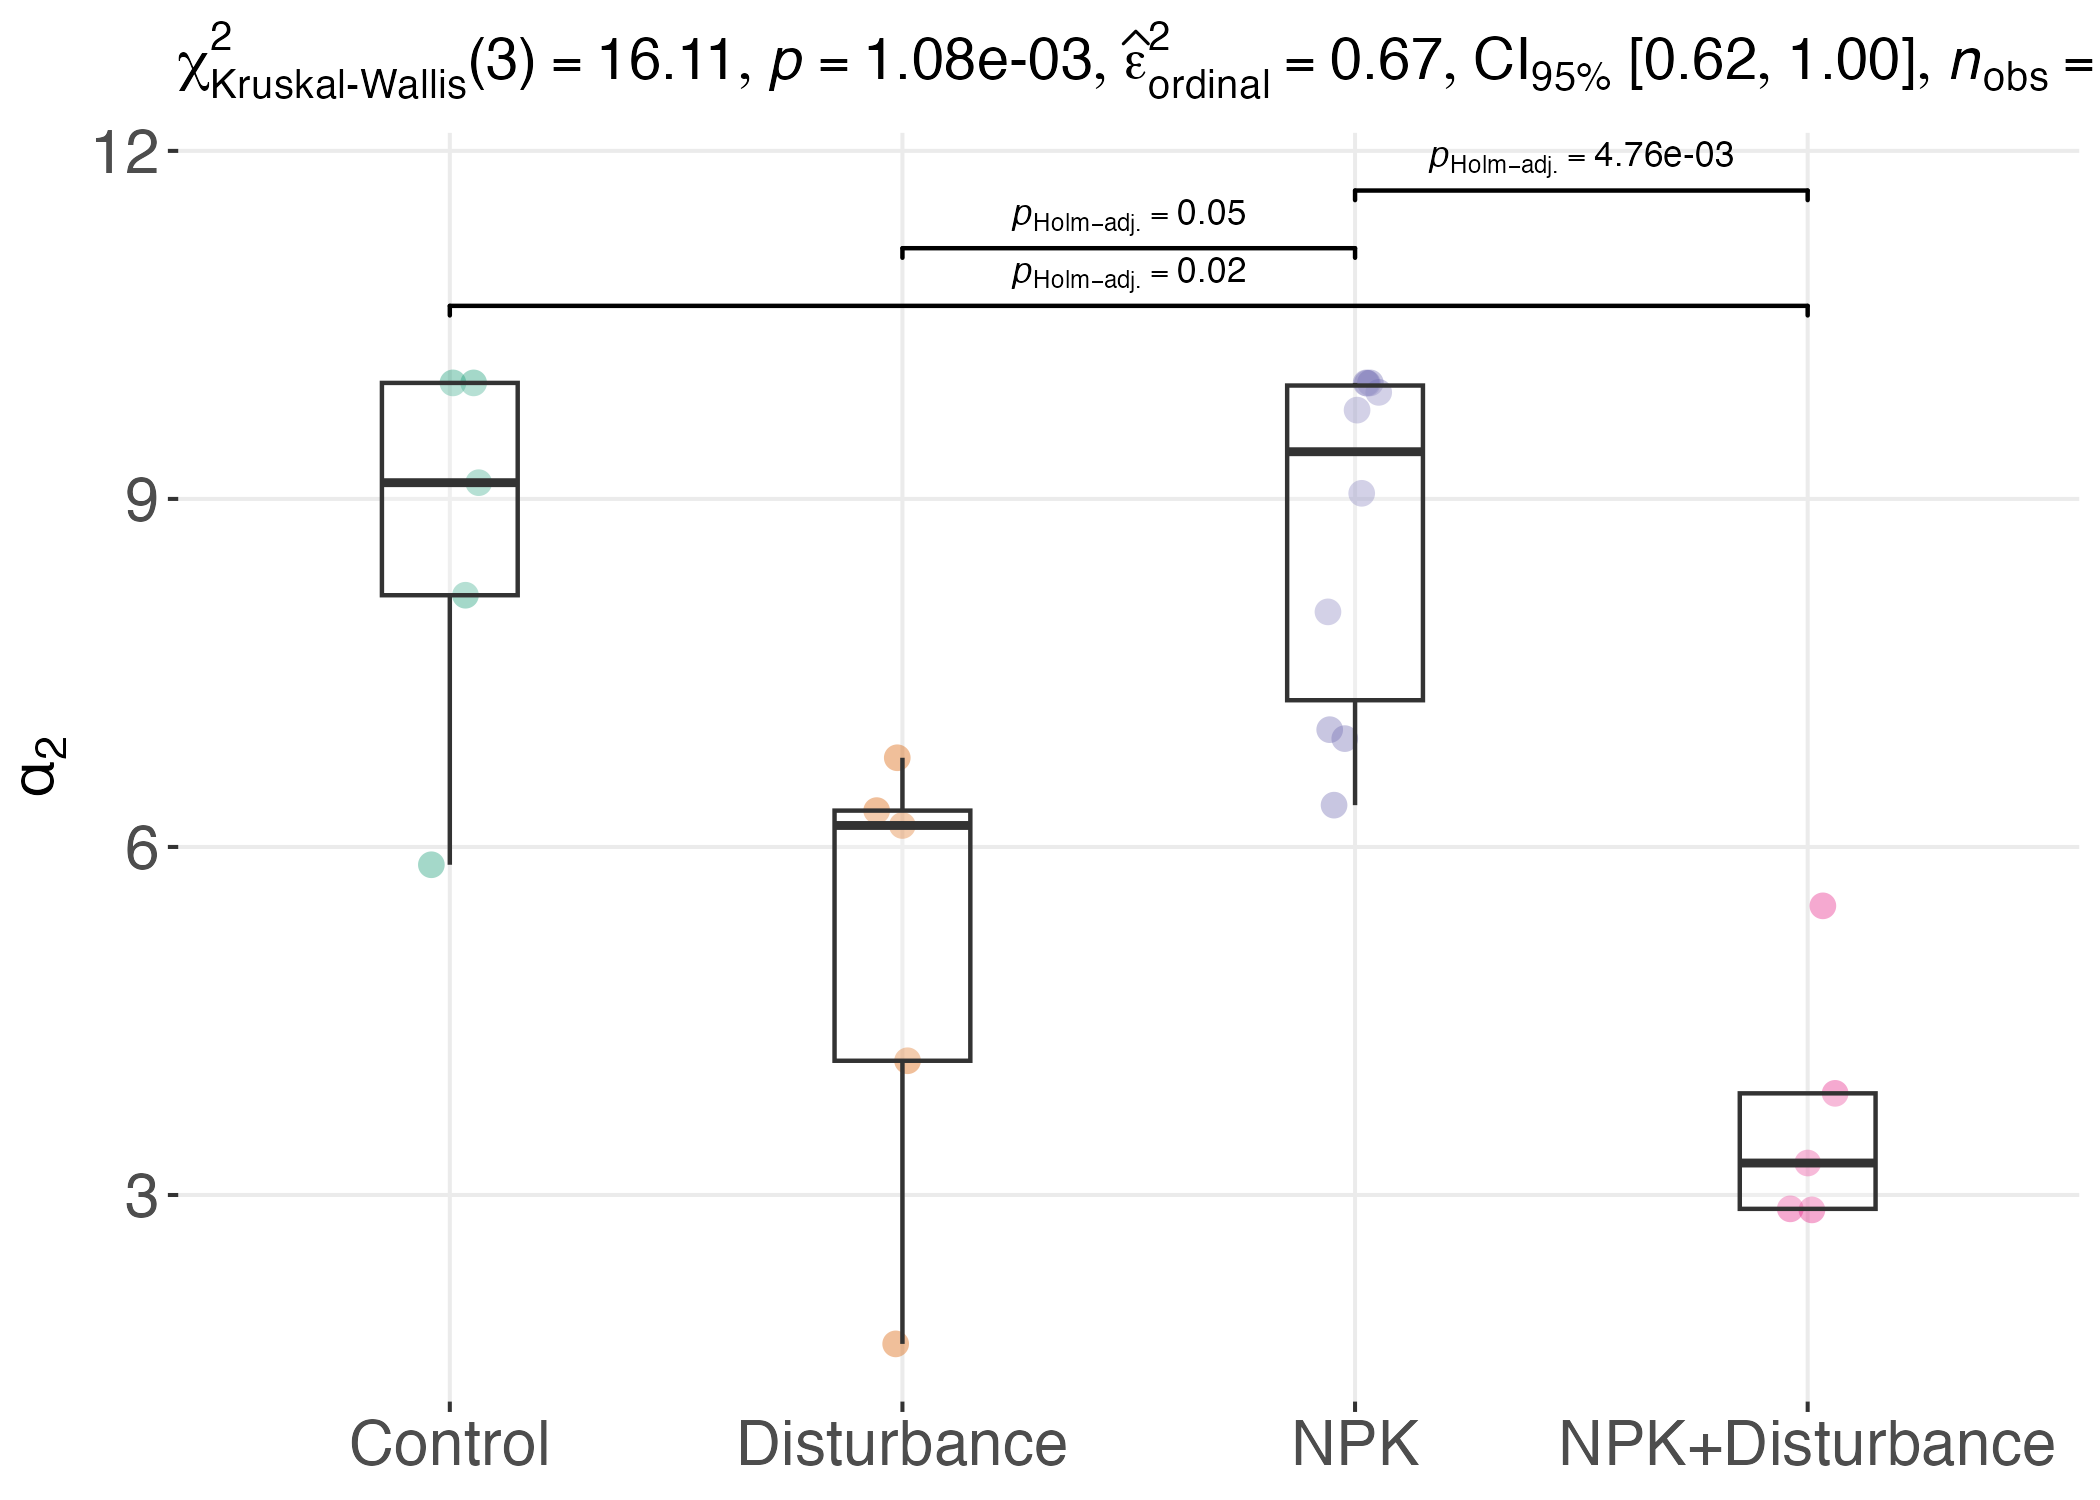 χ²Kruskal-Wallis(3) = 16.11, p = 1.08e-03, ε̂²ordinal = 0.67, CI95% [0.62, 1.00], nobs =
12
pHolm−adj. = 4.76e-03
pHolm−adj. = 0.05
pHolm−adj. = 0.02
9
α2
6
3
Control Disturbance NPK NPK+Disturbance